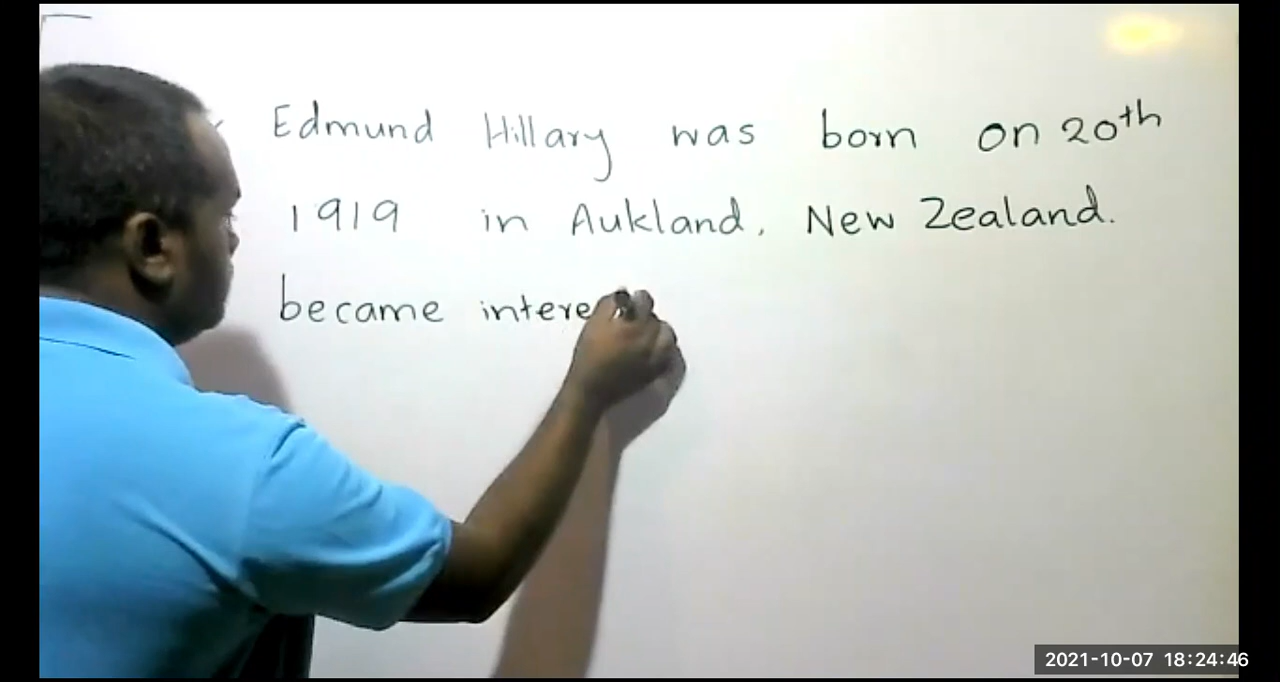 Edmund Hillary was born on 20th
1919 in Aukland, New Zealand.
became intere
2021-10-07 18:24:46